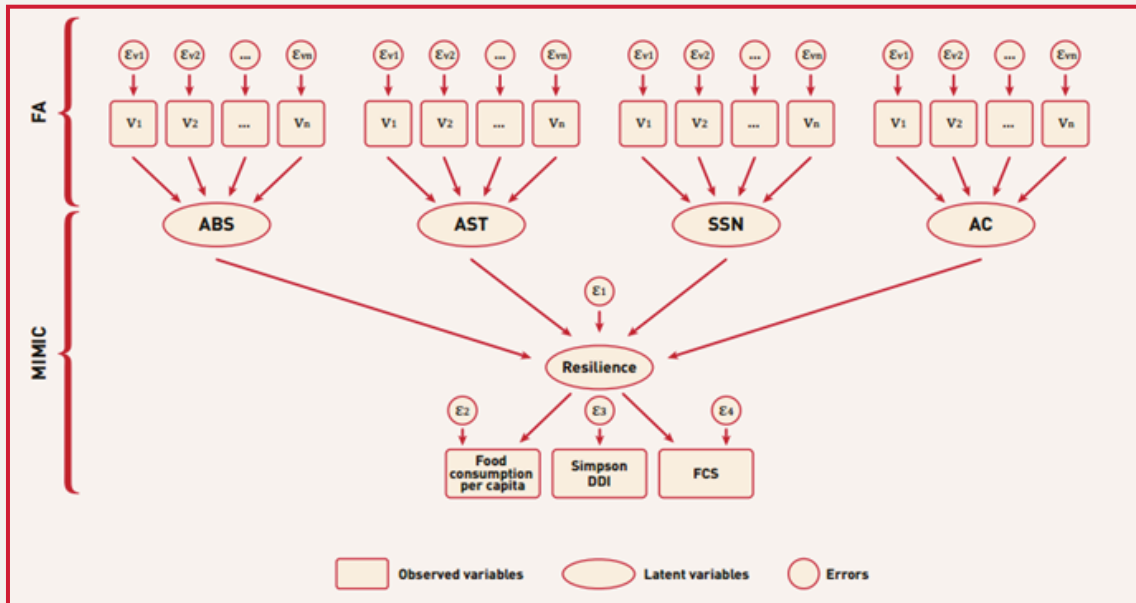 FA
εv1 εv2 ... εvn εv1 εv2 ... εvn εv1 εv2 ... εvn εv1 εv2 ... εvn
V1 V2 ... Vn V1 V2 ... Vn V1 V2 ... Vn V1 V2 ... Vn
ABS AST SSN AC
MIMIC
ε1
Resilience
ε2 ε3 ε4
Food
consumption
per capita
Simpson
DDI
FCS
Observed variables Latent variables Errors